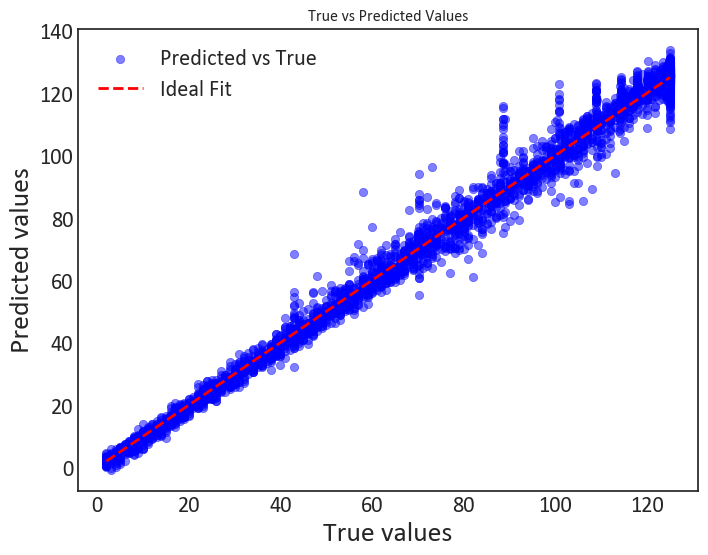 True vs Predicted Values
Predicted vs True
Ideal Fit
Predicted values
140
120
100
80
60
40
20
0
0 20 40 60 80 100 120
True values